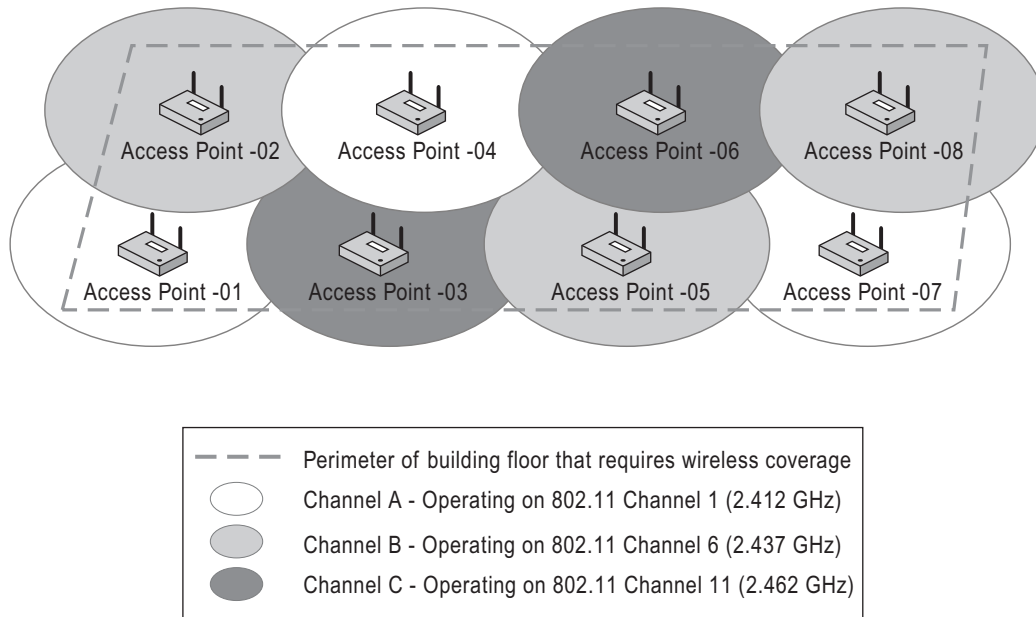 Access Point -02
Access Point -04
Access Point -06
Access Point -08
Access Point -01
Access Point -03
Access Point -05
Access Point -07
Perimeter of building floor that requires wireless coverage
Channel A - Operating on 802.11 Channel 1 (2.412 GHz)
Channel B - Operating on 802.11 Channel 6 (2.437 GHz)
Channel C - Operating on 802.11 Channel 11 (2.462 GHz)